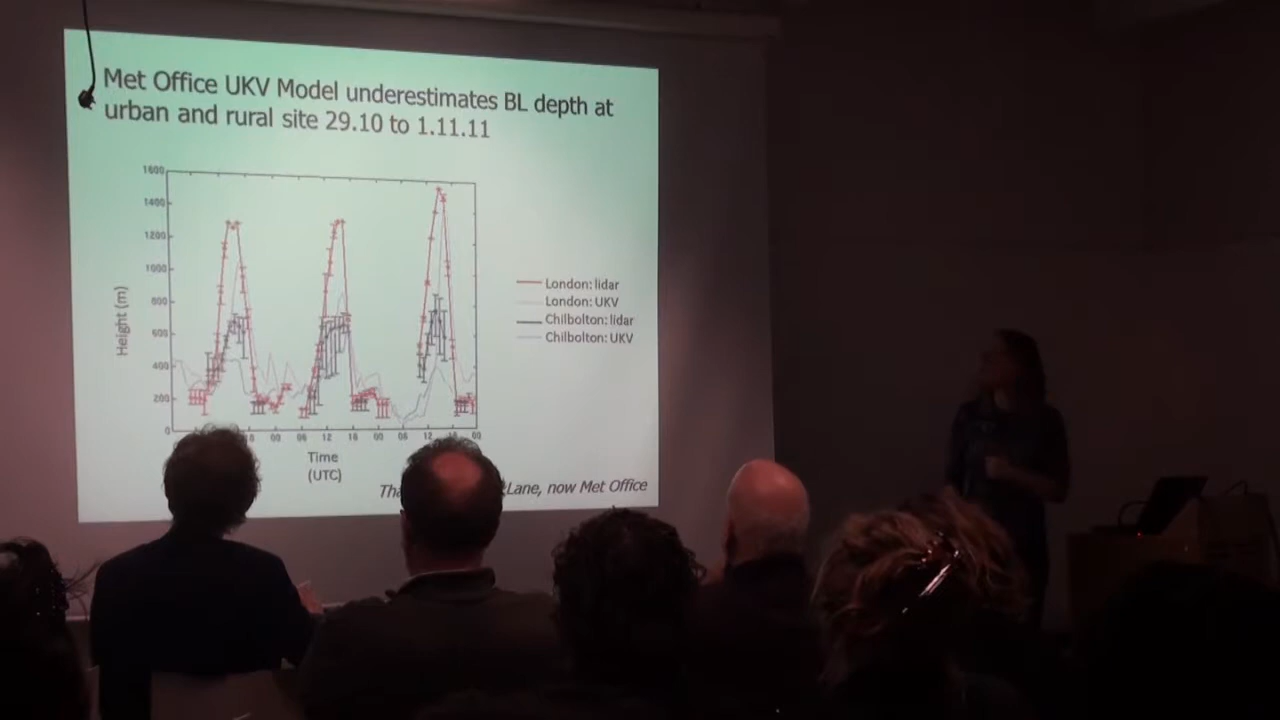 Met Office UKV Model underestimates BL depth at
urban and rural site 29.10 to 1.11.11
1600
1400
1200
1000
800
600
400
200
0
Height (m)
00 06 12 18 00 06 12 00
Time
(UTC)
London: lidar
London: UKV
Chilbolton: lidar
Chilbolton: UKV
Lane, now Met Office